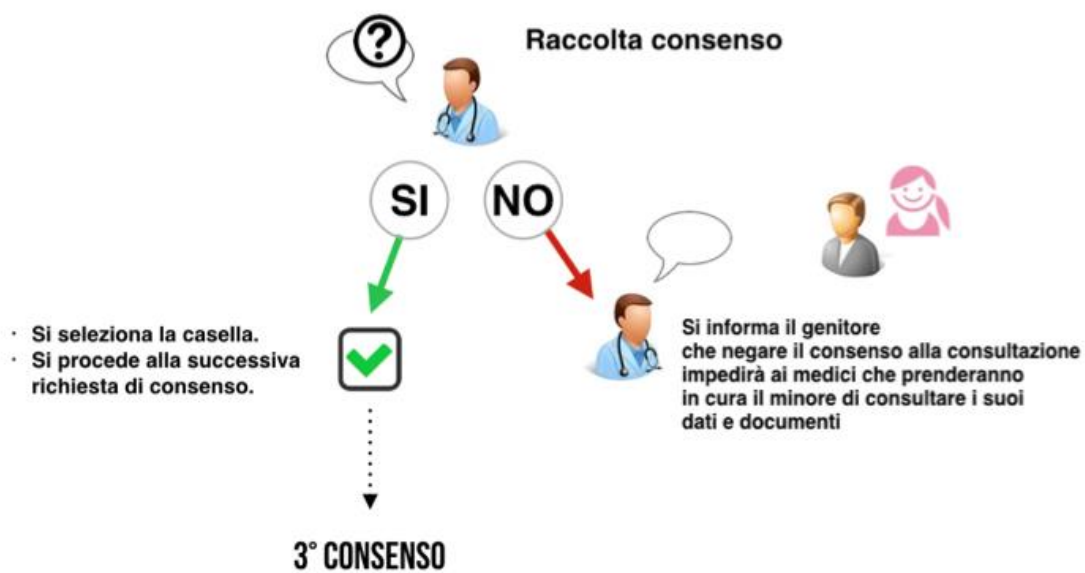 ?
Raccolta consenso
SI
NO
· Si seleziona la casella.
· Si procede alla successiva
richiesta di consenso.
Si informa il genitore
che negare il consenso alla consultazione
impedirà ai medici che prenderanno
in cura il minore di consultare i suoi
dati e documenti
3° CONSENSO